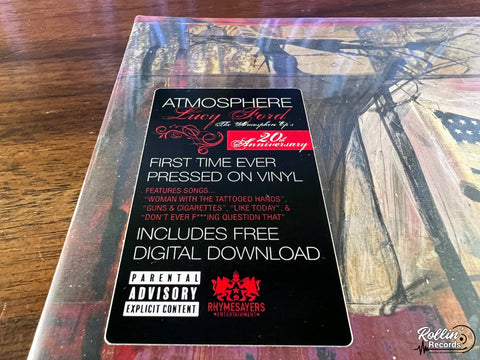 ATMOSPHERE
Lucy Ford
The Atmosphere Ep's
20th
Anniversary
FIRST TIME EVER
PRESSED ON VINYL
FEATURES SONGS...
"WOMAN WITH THE TATTOOED HANDS",
"GUNS & CIGARETTES", "LIKE TODAY", &
"DON'T EVER F***ING QUESTION THAT"
INCLUDES FREE
DIGITAL DOWNLOAD
PARENTAL
ADVISORY
EXPLICIT CONTENT
RHYMESAYERS
ENTERTAINMENT
Rollin'
Records